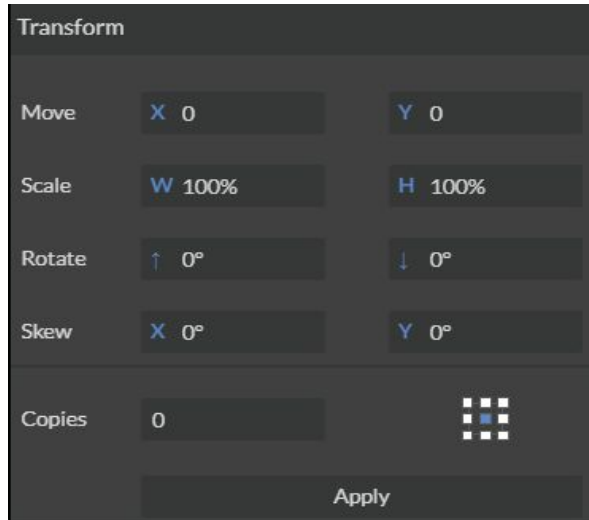 Transform
Move X 0 Y 0
Scale W 100% H 100%
Rotate ↑ 0° ↓ 0°
Skew X 0° Y 0°
Copies 0
Apply